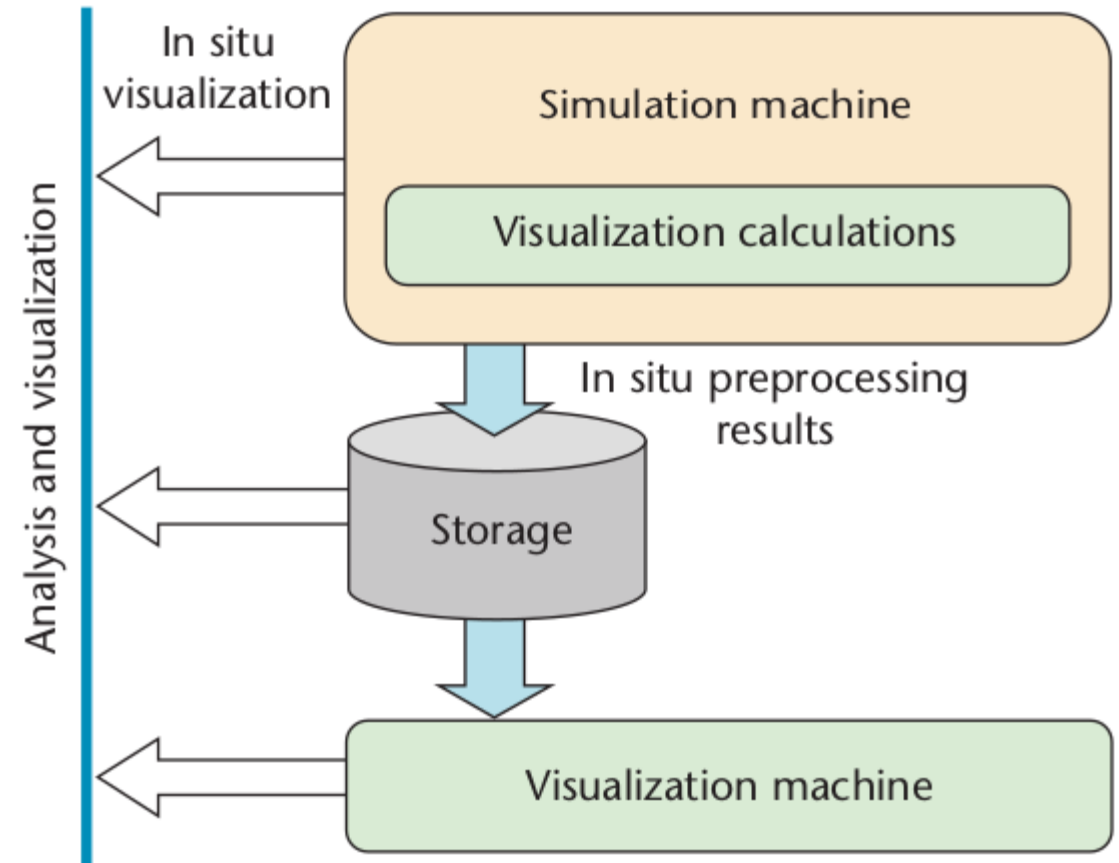 In situ
visualization
Simulation machine
Visualization calculations
In situ preprocessing
results
Analysis and visualization
Storage
Visualization machine